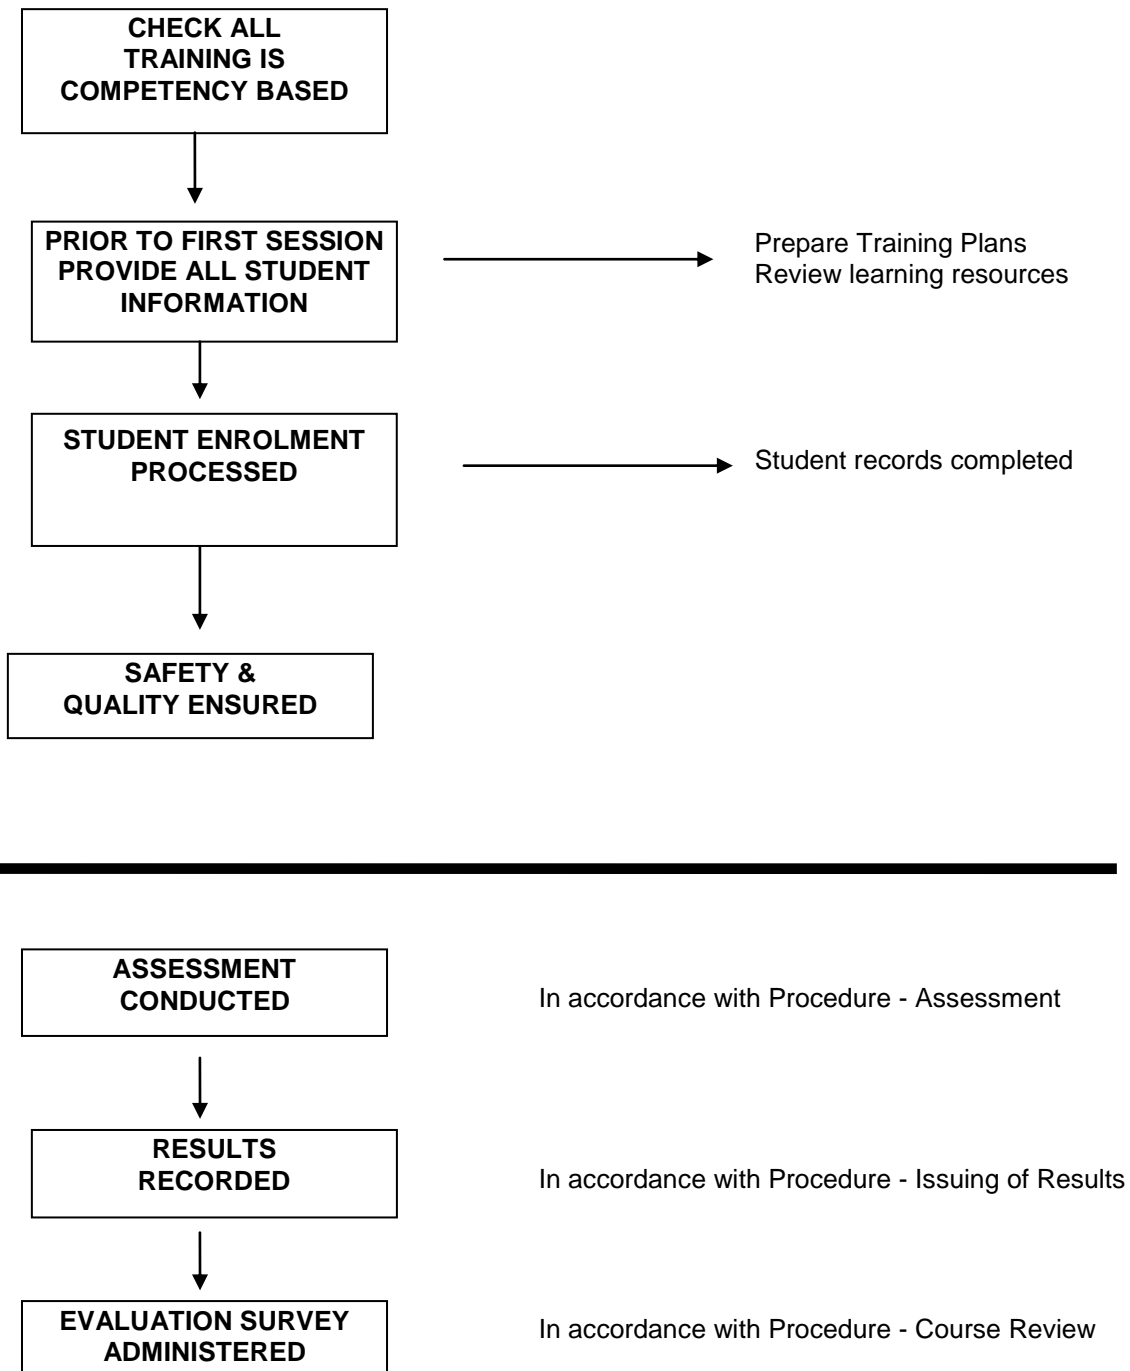 CHECK ALL
TRAINING IS
COMPETENCY BASED
PRIOR TO FIRST SESSION
PROVIDE ALL STUDENT
INFORMATION
Prepare Training Plans
Review learning resources
STUDENT ENROLMENT
PROCESSED
Student records completed
SAFETY &
QUALITY ENSURED
ASSESSMENT
CONDUCTED
In accordance with Procedure - Assessment
RESULTS
RECORDED
In accordance with Procedure - Issuing of Results
EVALUATION SURVEY
ADMINISTERED
In accordance with Procedure - Course Review